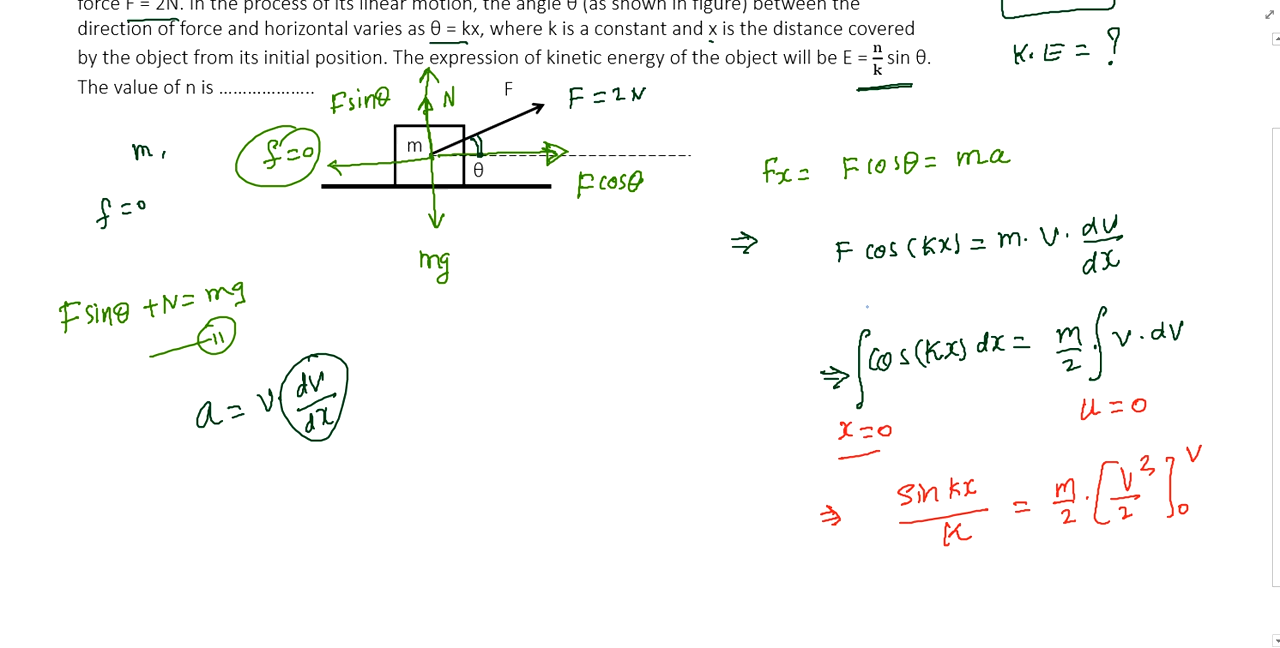 force F = 2N. In the process of its linear motion, the angle θ (as shown in figure) between the
direction of force and horizontal varies as θ = kx, where k is a constant and x is the distance covered
by the object from its initial position. The expression of kinetic energy of the object will be E = n/k sin θ.
The value of n is ....................
K.E = ?
Fsinθ
N
F
F = 2N
m
f=0
θ
Fcosθ
mg
m,
f=0
Fsinθ + N = mg
11
a = v dv/dx
Fx = Fcosθ = ma
⇒ F cos(kx) = m. v. dv/dx
⇒ ∫cos(kx) dx = m/2 . ∫ v.dv
x=0
u=0
⇒ sin kx / k = m/2 . [v²/2]₀ⱽ